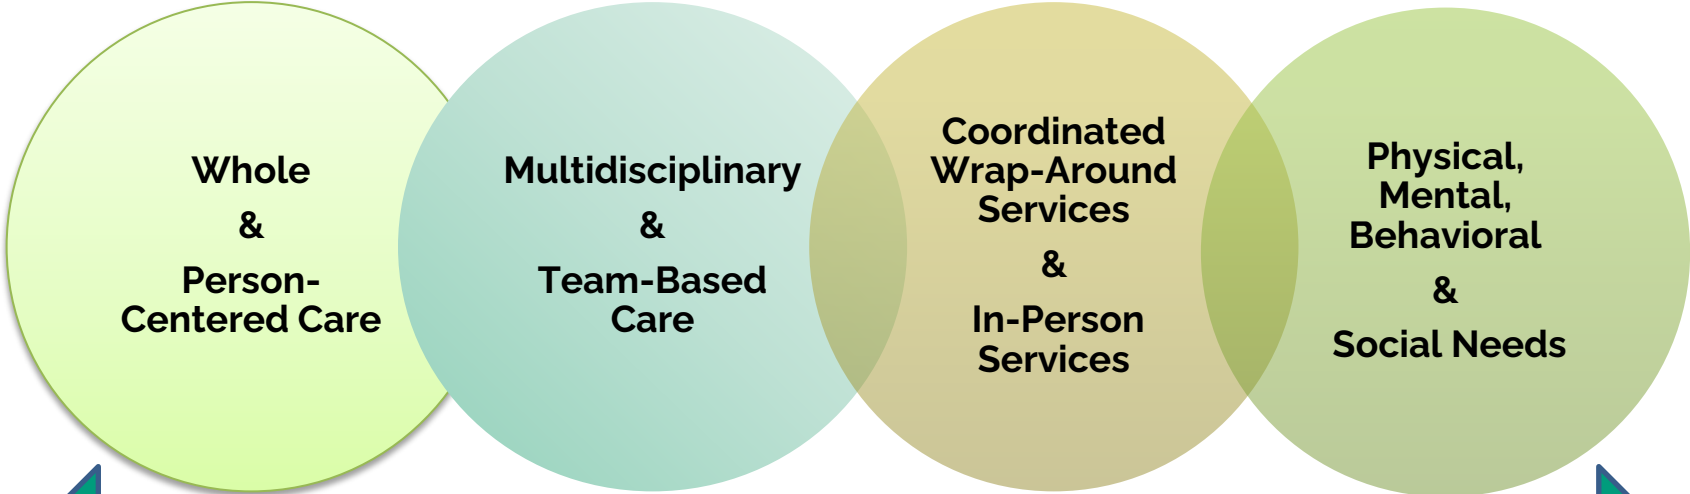 Whole
&
Person-
Centered Care
Multidisciplinary
&
Team-Based
Care
Coordinated
Wrap-Around
Services
&
In-Person
Services
Physical,
Mental,
Behavioral
&
Social Needs